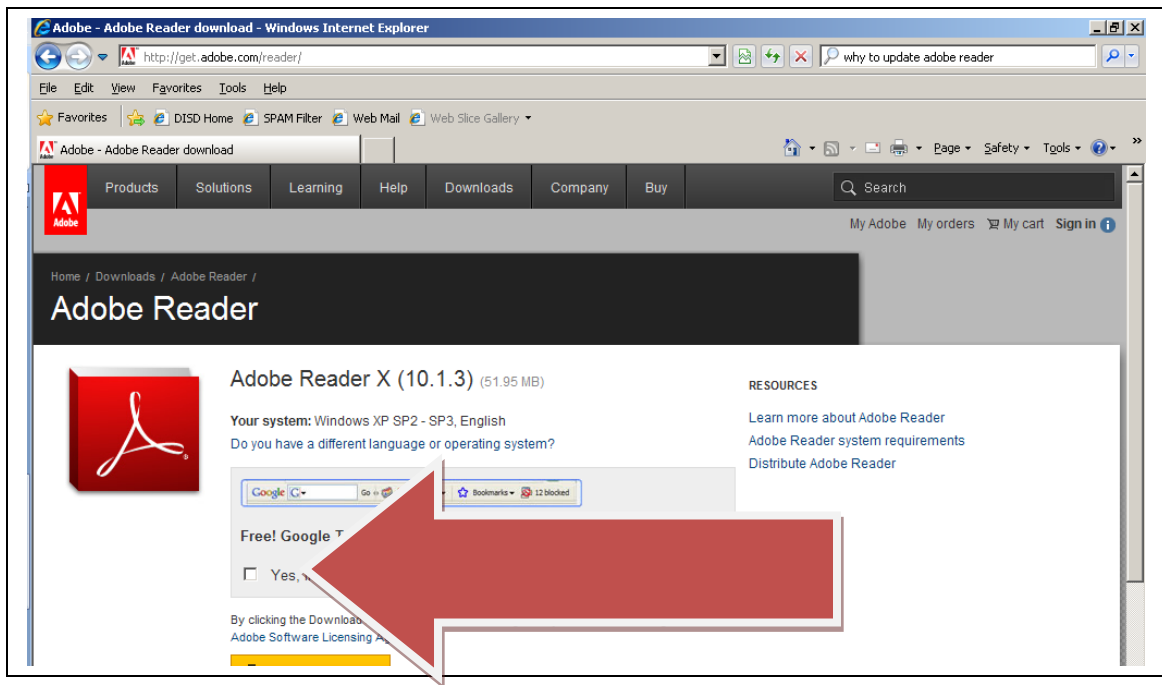 Adobe - Adobe Reader download - Windows Internet Explorer
http://get.adobe.com/reader/ why to update adobe reader
File Edit View Favorites Tools Help
Favorites DISD Home SPAM Filter Web Mail Web Slice Gallery
Adobe - Adobe Reader download Page Safety Tools
Products Solutions Learning Help Downloads Company Buy Search
Adobe
My Adobe My orders My cart Sign in
Home / Downloads / Adobe Reader /
Adobe Reader
Adobe Reader X (10.1.3) (51.95 MB)
RESOURCES
Your system: Windows XP SP2 - SP3, English
Learn more about Adobe Reader
Do you have a different language or operating system?
Adobe Reader system requirements
Distribute Adobe Reader
Google G Go Bookmarks 12 blocked
Free! Google
Yes,
By clicking the
Adobe Software Licensing